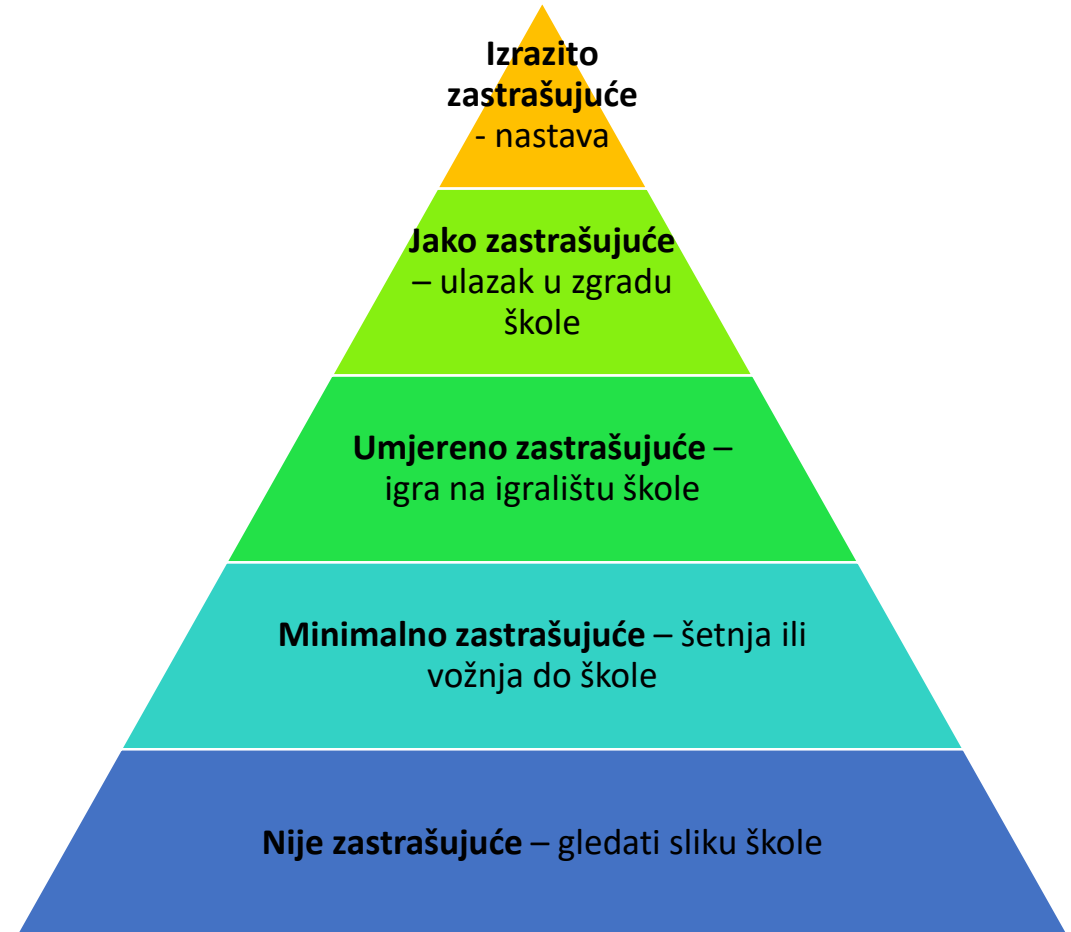 Izrazito
zastrašujuće
- nastava
Jako zastrašujuće
– ulazak u zgradu
škole
Umjereno zastrašujuće –
igra na igralištu škole
Minimalno zastrašujuće – šetnja ili
vožnja do škole
Nije zastrašujuće – gledati sliku škole